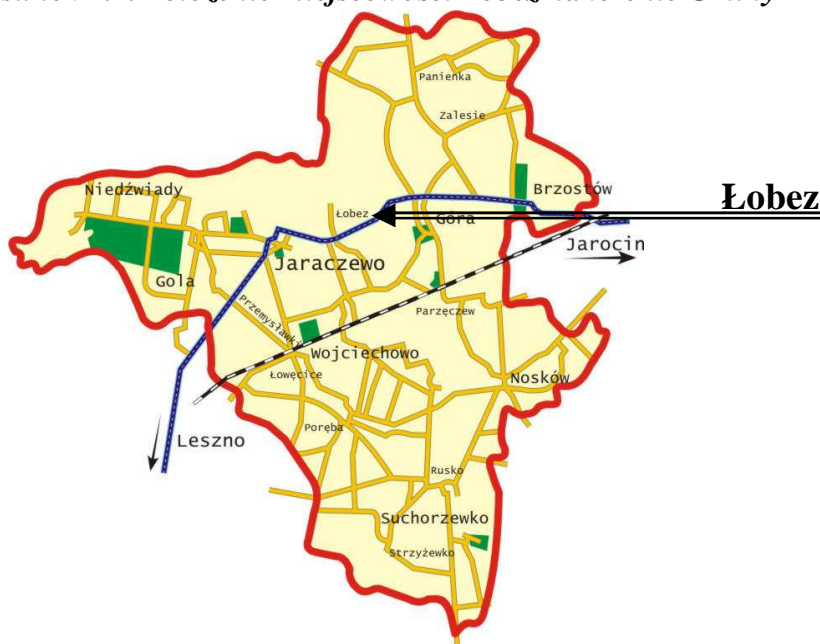 Panienka
Zalesie
Niedźwiady
Brzostów
Łobez
Łobez
Góra
Jarocin
Jaraczewo
Gola
Przemysławki
Parzęczew
Wojciechowo
Łowęcice
Nosków
Poręba
Leszno
Rusko
Suchorzewko
Strzyżewko